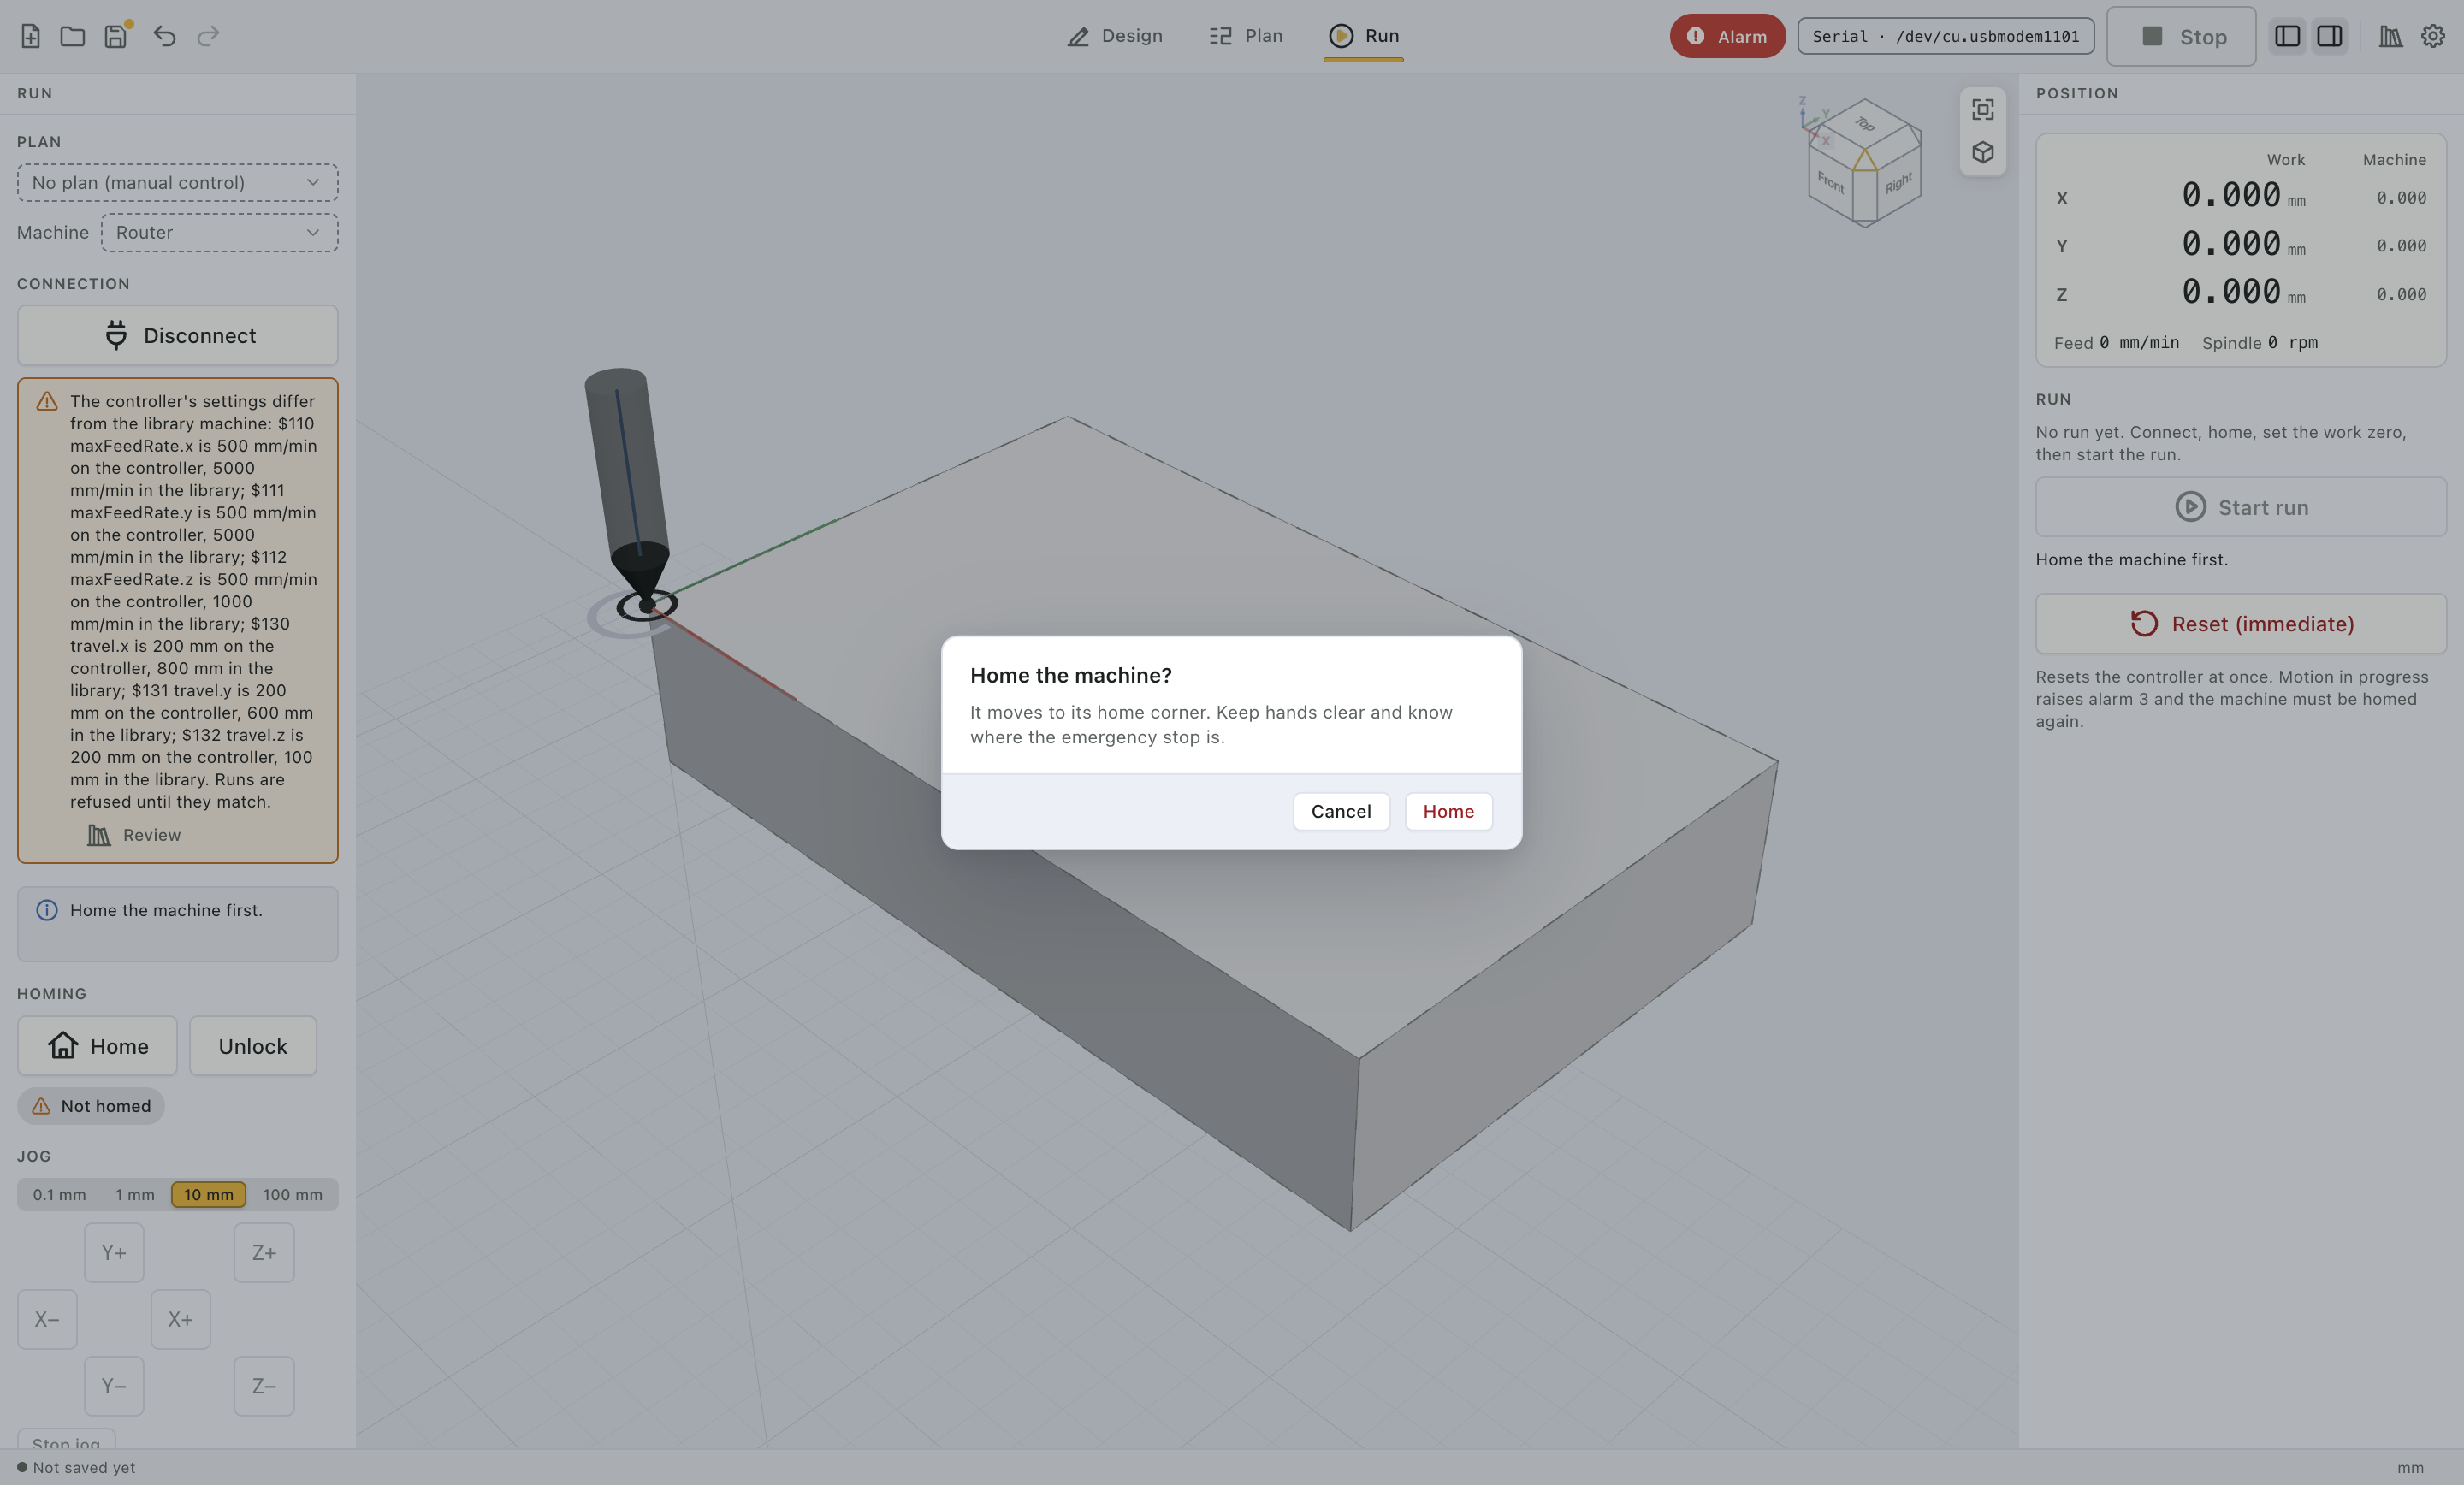 Design
Plan
Run
Alarm
Serial · /dev/cu.usbmodem1101
Stop
RUN
PLAN
No plan (manual control)
Machine
Router
CONNECTION
Disconnect
The controller's settings differ
from the library machine: $110
maxFeedRate.x is 500 mm/min
on the controller, 5000
mm/min in the library; $111
maxFeedRate.y is 500 mm/min
on the controller, 5000
mm/min in the library; $112
maxFeedRate.z is 500 mm/min
on the controller, 1000
mm/min in the library; $130
travel.x is 200 mm on the
controller, 800 mm in the
library; $131 travel.y is 200
mm on the controller, 600 mm
in the library; $132 travel.z is
200 mm on the controller, 100
mm in the library. Runs are
refused until they match.
Review
Home the machine first.
HOMING
Home
Unlock
Not homed
JOG
0.1 mm
1 mm
10 mm
100 mm
Y+
Z+
X−
X+
Y−
Z−
Stop jog
Z
Y
X
Top
Front
Right
Home the machine?
It moves to its home corner. Keep hands clear and know
where the emergency stop is.
Cancel
Home
POSITION
Work
Machine
X 0.000 mm 0.000
Y 0.000 mm 0.000
Z 0.000 mm 0.000
Feed 0 mm/min Spindle 0 rpm
RUN
No run yet. Connect, home, set the work zero,
then start the run.
Start run
Home the machine first.
Reset (immediate)
Resets the controller at once. Motion in progress
raises alarm 3 and the machine must be homed
again.
Not saved yet
mm